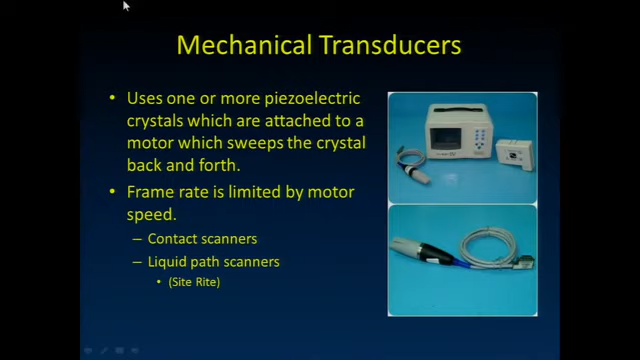 Mechanical Transducers
• Uses one or more piezoelectric
crystals which are attached to a
motor which sweeps the crystal
back and forth.
• Frame rate is limited by motor
speed.
– Contact scanners
– Liquid path scanners
• (Site Rite)